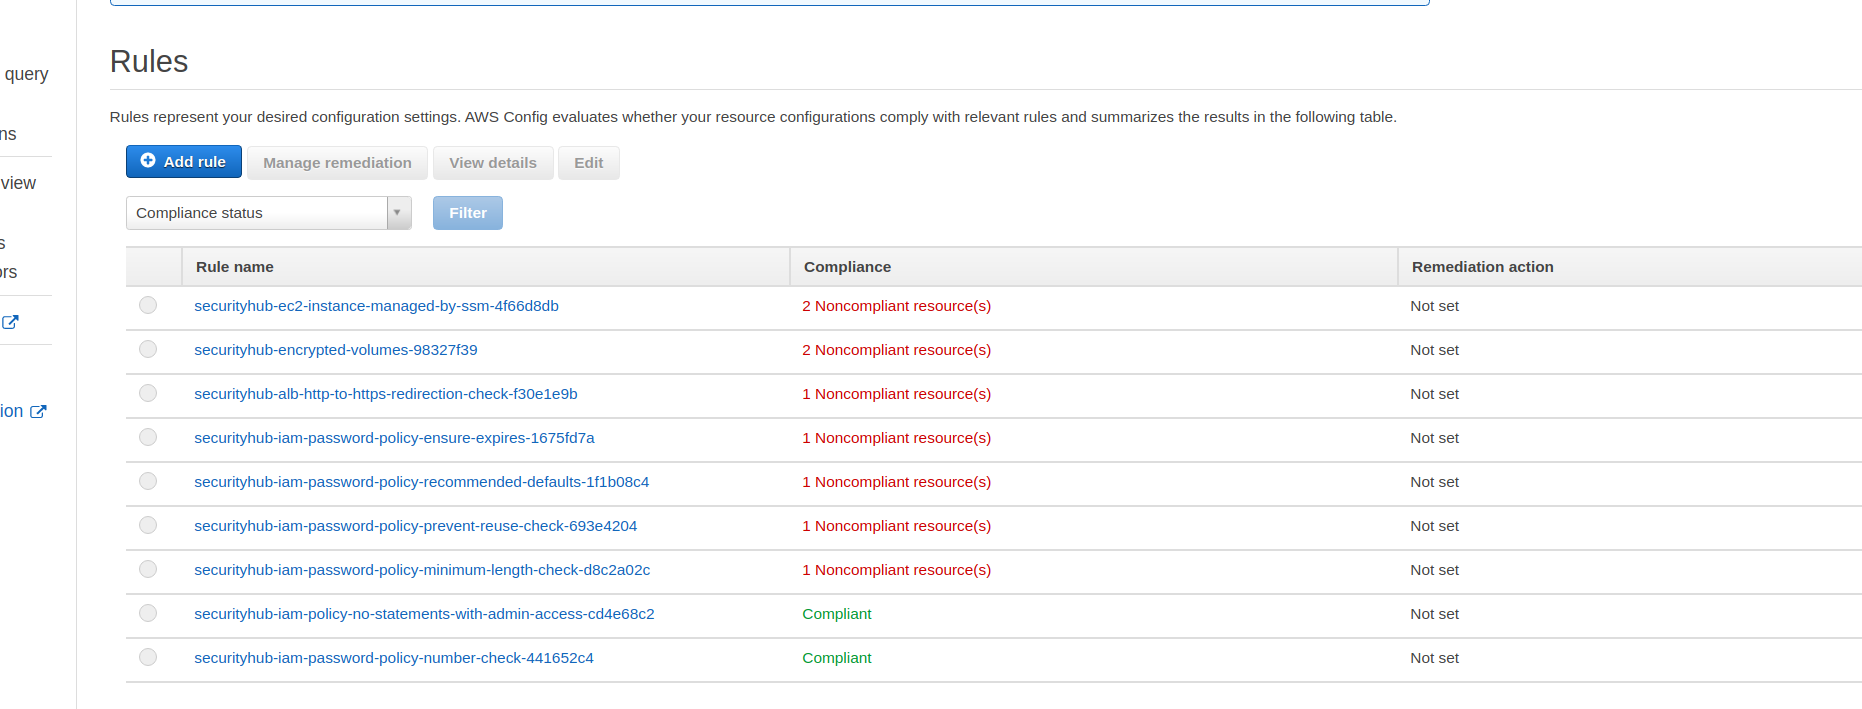 query
ns
view
s
ors
ion
Rules
Rules represent your desired configuration settings. AWS Config evaluates whether your resource configurations comply with relevant rules and summarizes the results in the following table.
Add rule Manage remediation View details Edit
Compliance status Filter
Rule name Compliance Remediation action
securityhub-ec2-instance-managed-by-ssm-4f66d8db 2 Noncompliant resource(s) Not set
securityhub-encrypted-volumes-98327f39 2 Noncompliant resource(s) Not set
securityhub-alb-http-to-https-redirection-check-f30e1e9b 1 Noncompliant resource(s) Not set
securityhub-iam-password-policy-ensure-expires-1675fd7a 1 Noncompliant resource(s) Not set
securityhub-iam-password-policy-recommended-defaults-1f1b08c4 1 Noncompliant resource(s) Not set
securityhub-iam-password-policy-prevent-reuse-check-693e4204 1 Noncompliant resource(s) Not set
securityhub-iam-password-policy-minimum-length-check-d8c2a02c 1 Noncompliant resource(s) Not set
securityhub-iam-policy-no-statements-with-admin-access-cd4e68c2 Compliant Not set
securityhub-iam-password-policy-number-check-441652c4 Compliant Not set